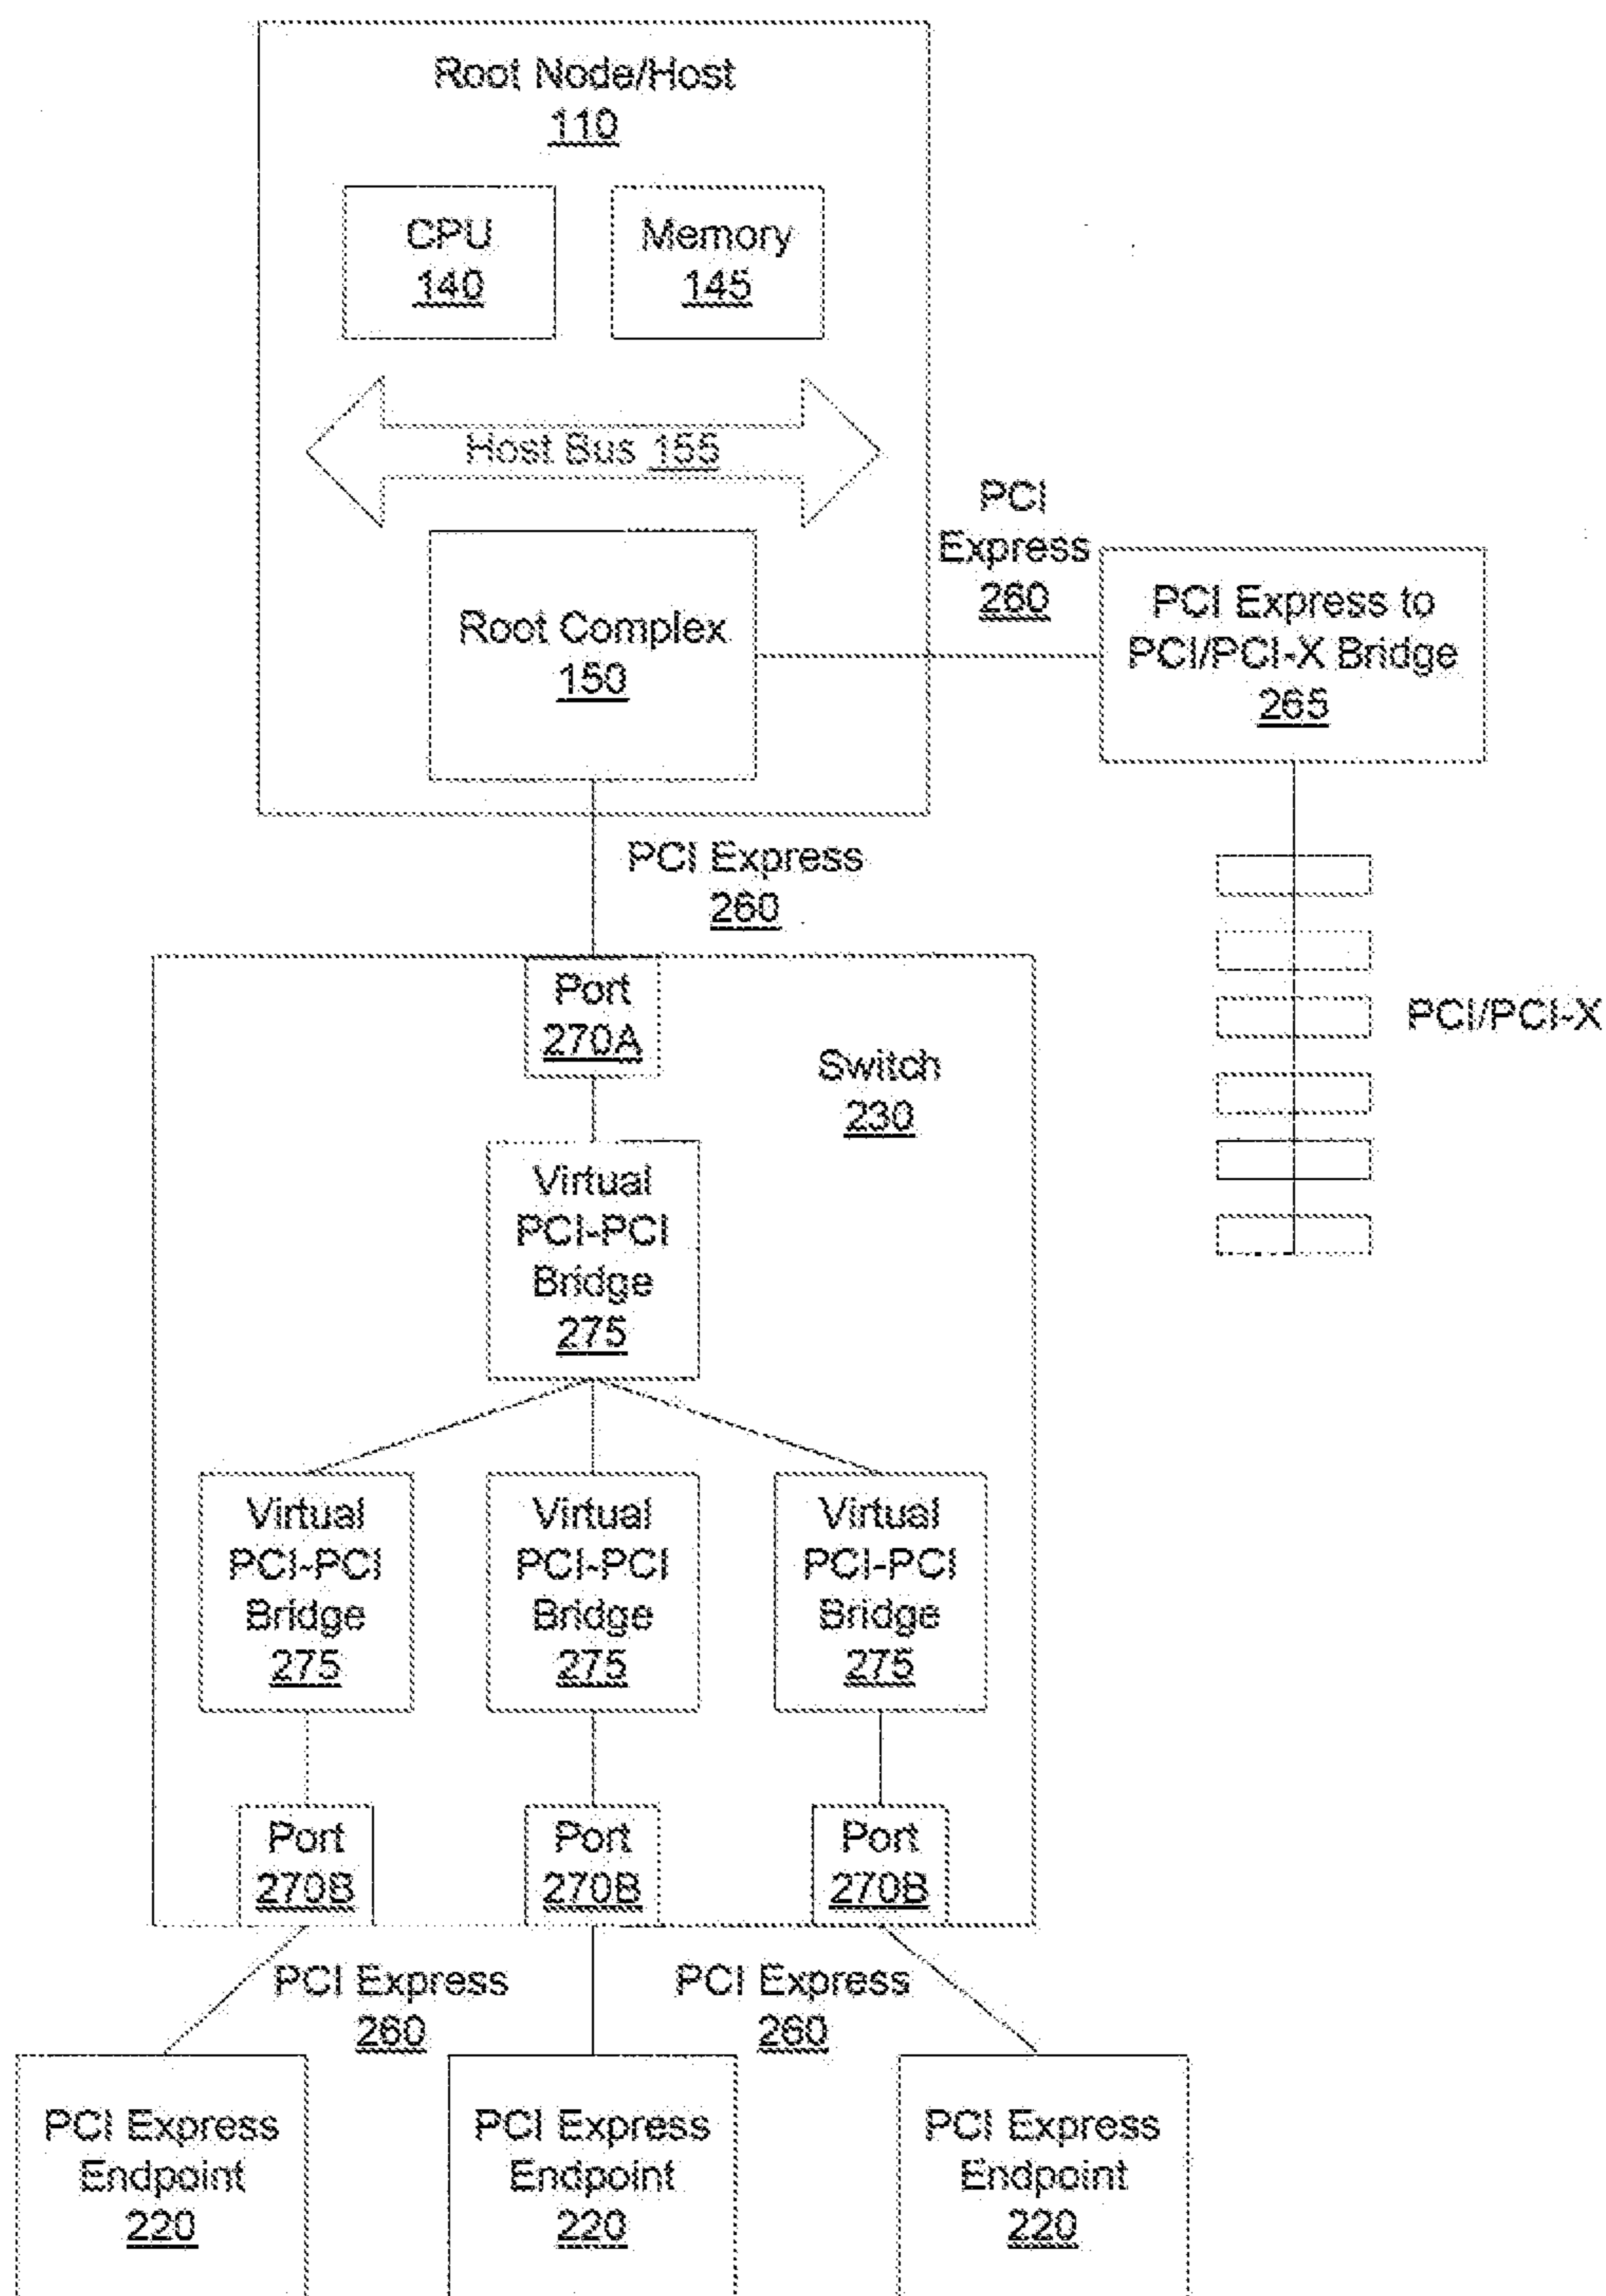 Root Node/Host
110
CPU
140
Memory
145
Host Bus 155
Root Complex
150
PCI
Express
260
PCI Express to
PCI/PCI-X Bridge
265
PCI Express
260
PCI/PCI-X
Port
270A
Switch
230
Virtual
PCI-PCI
Bridge
275
Virtual
PCI-PCI
Bridge
275
Virtual
PCI-PCI
Bridge
275
Virtual
PCI-PCI
Bridge
275
Port
270B
Port
270B
Port
270B
PCI Express
260
PCI Express
260
PCI Express
Endpoint
220
PCI Express
Endpoint
220
PCI Express
Endpoint
220